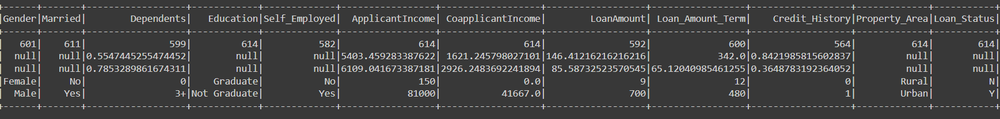 +------+-------+------------------+------------+-------------+-----------------+-----------------+-----------------+-----------------+------------------+-------------+-----------+
|Gender|Married|        Dependents|   Education|Self_Employed|  ApplicantIncome|CoapplicantIncome|       LoanAmount| Loan_Amount_Term|    Credit_History|Property_Area|Loan_Status|
+------+-------+------------------+------------+-------------+-----------------+-----------------+-----------------+-----------------+------------------+-------------+-----------+
|   601|    611|               599|         614|          582|              614|              614|              592|              600|               564|          614|        614|
|  null|   null|0.5547445255474452|        null|         null|5403.459283387622| 1621.245798027101|146.41216216216216|            342.0|0.8421985815602837|         null|       null|
|  null|   null|0.7853289861674311|        null|         null|6109.041673387181|2926.2483692241894| 85.58732523570545|65.12040985461255|0.3648783192364052|         null|       null|
|Female|     No|                 0|    Graduate|           No|              150|              0.0|                9|               12|                 0|        Rural|          N|
|  Male|    Yes|                3+|Not Graduate|          Yes|            81000|          41667.0|              700|              480|                 1|        Urban|          Y|
+------+-------+------------------+------------+-------------+-----------------+-----------------+-----------------+-----------------+------------------+-------------+-----------+